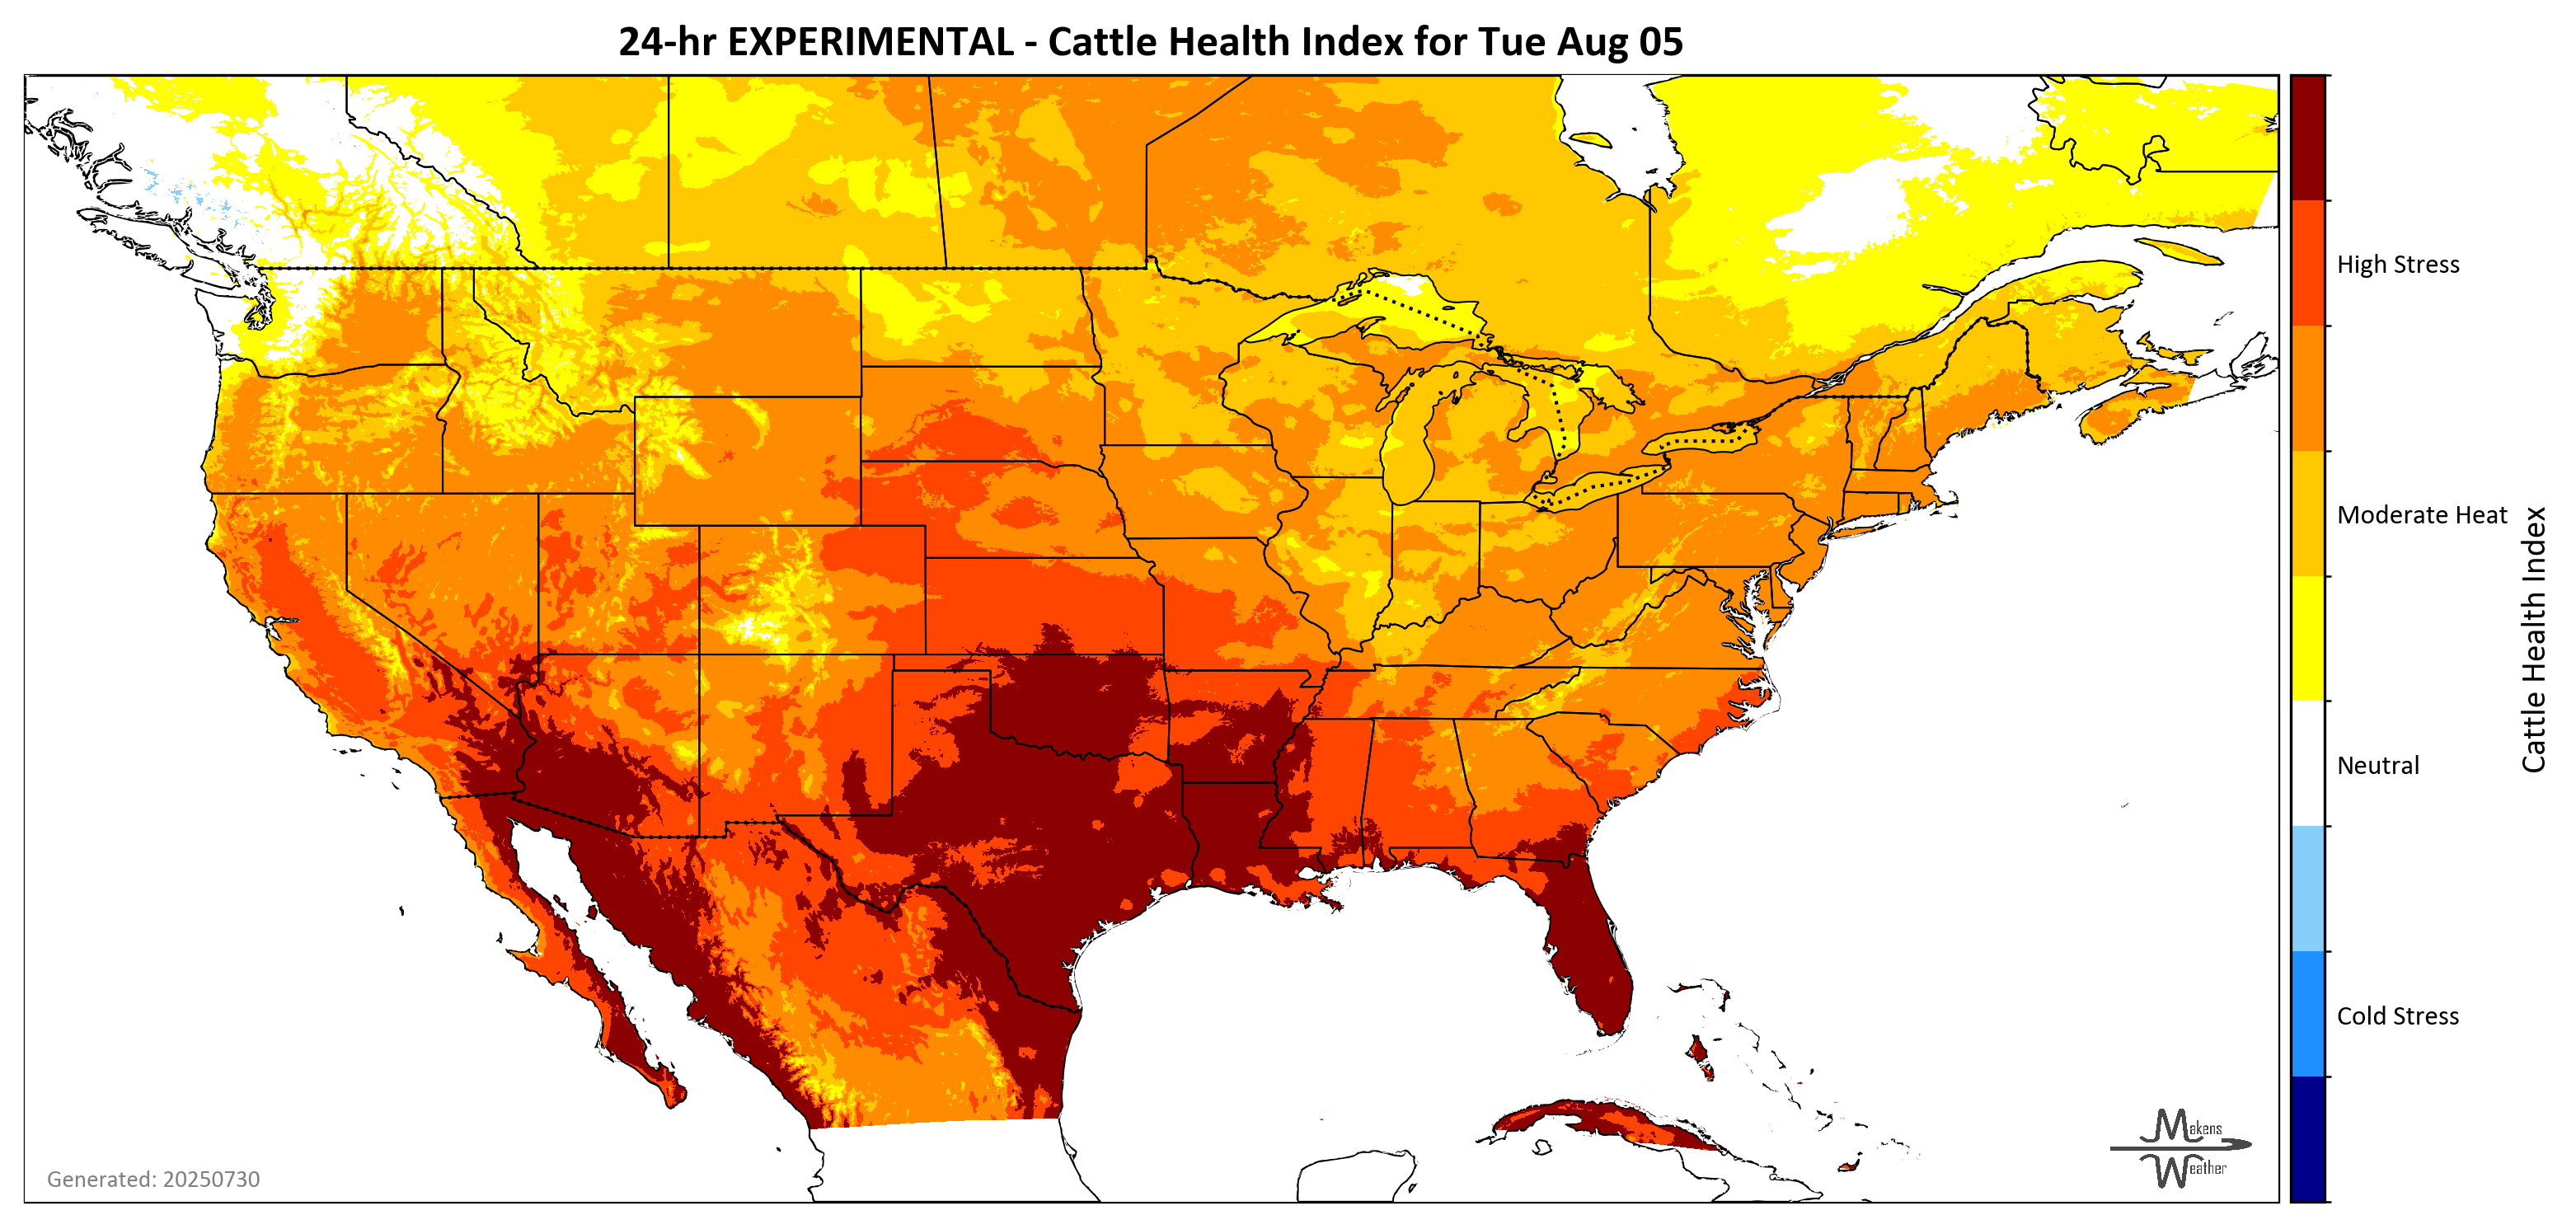 24-hr EXPERIMENTAL - Cattle Health Index for Tue Aug 05
High Stress
Moderate Heat
Neutral
Cold Stress
Cattle Health Index
Makens
Weather
Generated: 20250730